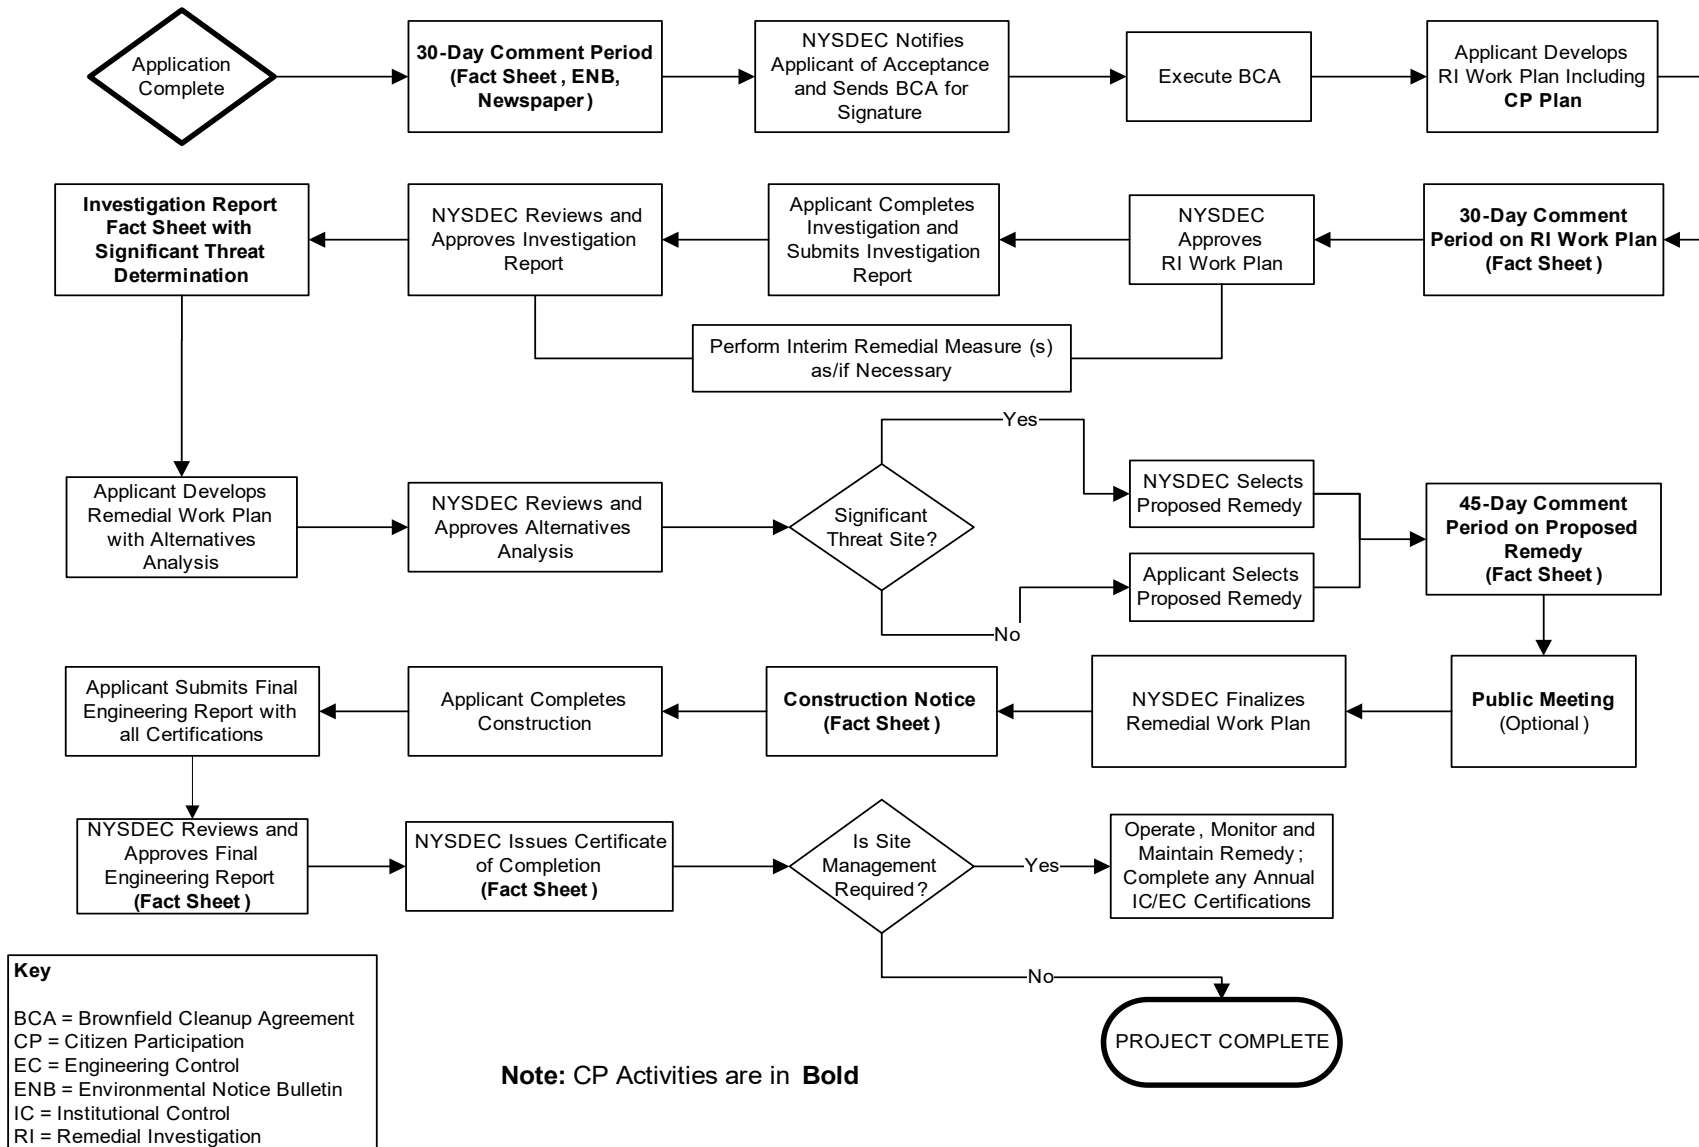 Application
Complete
30-Day Comment Period
(Fact Sheet, ENB,
Newspaper)
NYSDEC Notifies
Applicant of Acceptance
and Sends BCA for
Signature
Execute BCA
Applicant Develops
RI Work Plan Including
CP Plan
Investigation Report
Fact Sheet with
Significant Threat
Determination
NYSDEC Reviews and
Approves Investigation
Report
Applicant Completes
Investigation and
Submits Investigation
Report
NYSDEC
Approves
RI Work Plan
30-Day Comment
Period on RI Work Plan
(Fact Sheet)
Perform Interim Remedial Measure (s)
as/if Necessary
Applicant Develops
Remedial Work Plan
with Alternatives
Analysis
NYSDEC Reviews and
Approves Alternatives
Analysis
Significant
Threat Site?
Yes
No
NYSDEC Selects
Proposed Remedy
Applicant Selects
Proposed Remedy
45-Day Comment
Period on Proposed
Remedy
(Fact Sheet)
Applicant Submits Final
Engineering Report with
all Certifications
Applicant Completes
Construction
Construction Notice
(Fact Sheet)
NYSDEC Finalizes
Remedial Work Plan
Public Meeting
(Optional)
NYSDEC Reviews and
Approves Final
Engineering Report
(Fact Sheet)
NYSDEC Issues Certificate
of Completion
(Fact Sheet)
Is Site
Management
Required?
Yes
Operate, Monitor and
Maintain Remedy;
Complete any Annual
IC/EC Certifications
No
PROJECT COMPLETE
Key
BCA = Brownfield Cleanup Agreement
CP = Citizen Participation
EC = Engineering Control
ENB = Environmental Notice Bulletin
IC = Institutional Control
RI = Remedial Investigation
Note: CP Activities are in Bold